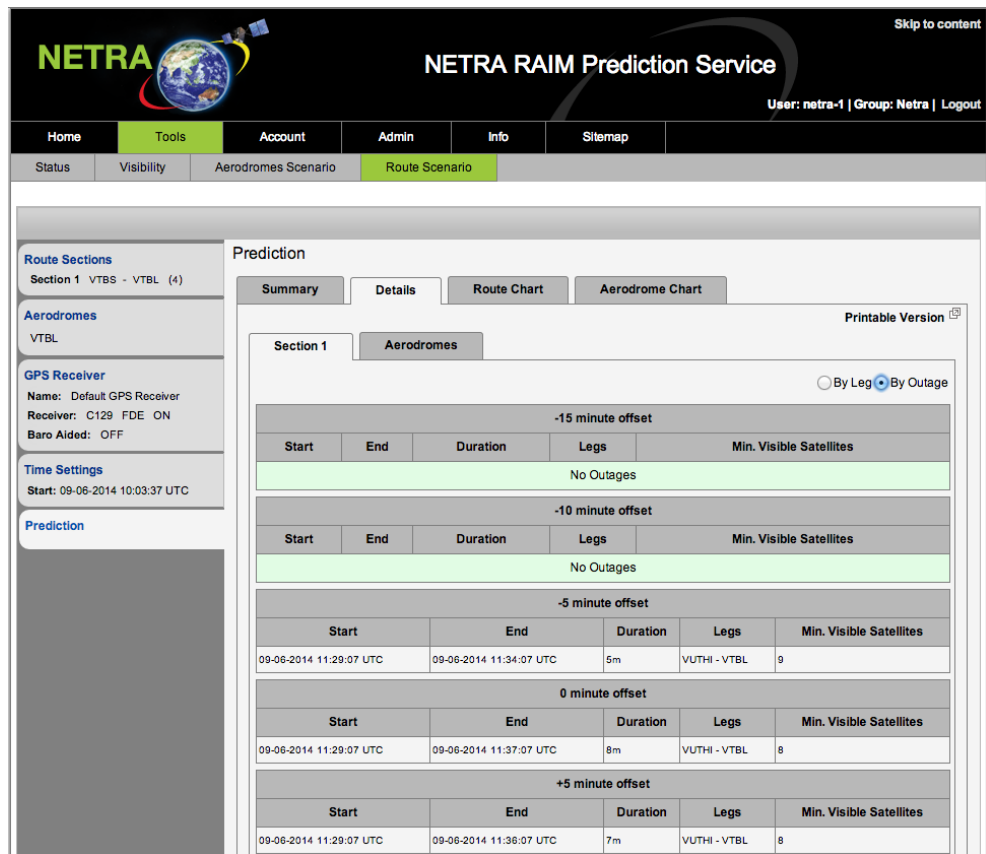 Skip to content
NETRA
NETRA RAIM Prediction Service
User: netra-1 | Group: Netra | Logout
Home Tools Account Admin Info Sitemap
Status Visibility Aerodromes Scenario Route Scenario
Route Sections
Section 1 VTBS - VTBL (4)
Aerodromes
VTBL
GPS Receiver
Name: Default GPS Receiver
Receiver: C129 FDE ON
Baro Aided: OFF
Time Settings
Start: 09-06-2014 10:03:37 UTC
Prediction
Prediction
Summary Details Route Chart Aerodrome Chart
Printable Version
Section 1 Aerodromes
By Leg By Outage
-15 minute offset
Start End Duration Legs Min. Visible Satellites
No Outages
-10 minute offset
Start End Duration Legs Min. Visible Satellites
No Outages
-5 minute offset
Start End Duration Legs Min. Visible Satellites
09-06-2014 11:29:07 UTC 09-06-2014 11:34:07 UTC 5m VUTHI - VTBL 9
0 minute offset
Start End Duration Legs Min. Visible Satellites
09-06-2014 11:29:07 UTC 09-06-2014 11:37:07 UTC 8m VUTHI - VTBL 8
+5 minute offset
Start End Duration Legs Min. Visible Satellites
09-06-2014 11:29:07 UTC 09-06-2014 11:36:07 UTC 7m VUTHI - VTBL 8